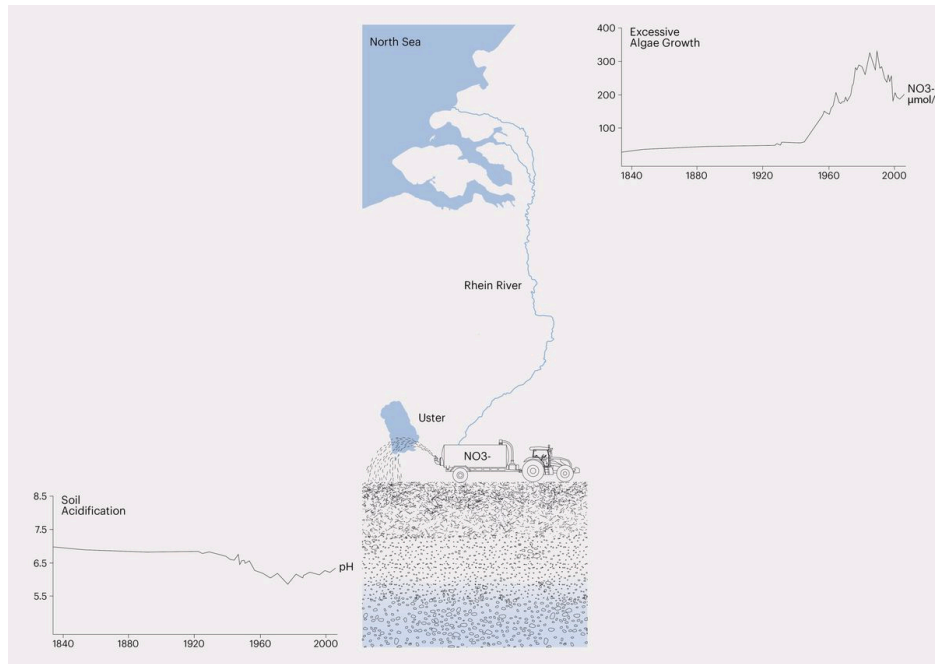 North Sea
Excessive
Algae Growth
400
300
200
100
NO3-
µmol/
1840
1880
1920
1960
2000
Rhein River
Uster
NO3-
Soil
Acidification
8.5
7.5
6.5
5.5
pH
1840
1880
1920
1960
2000